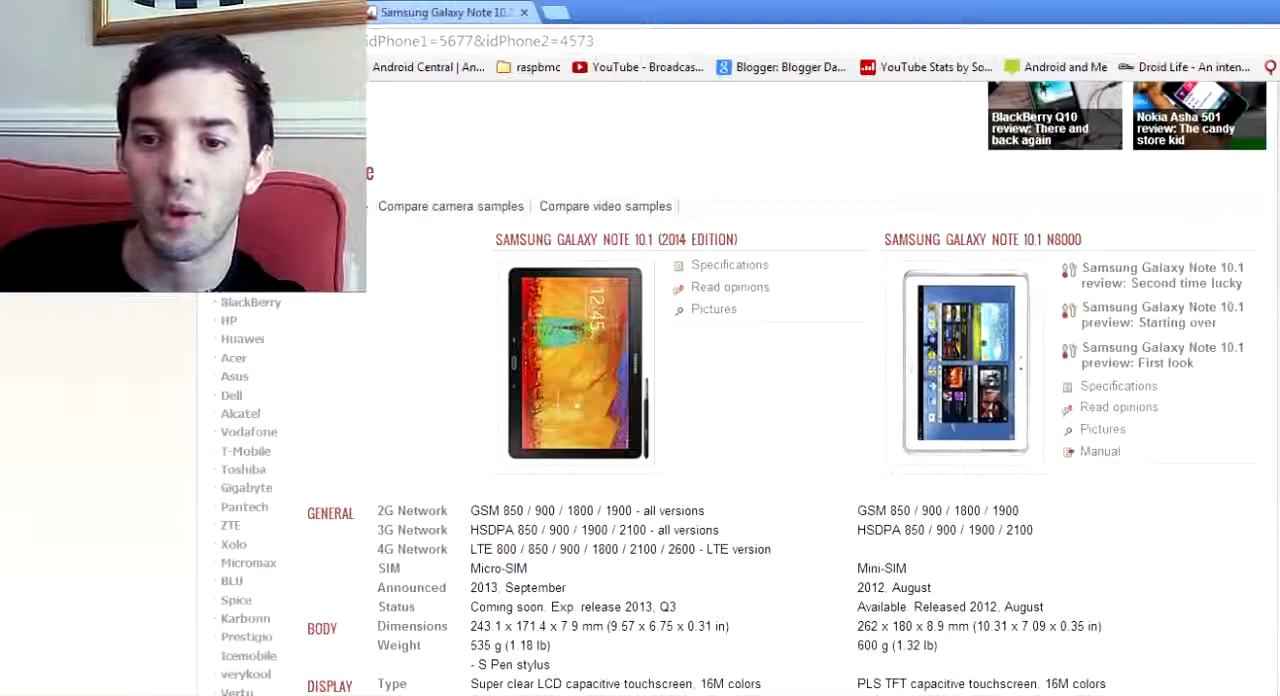 Samsung Galaxy Note 10.
idPhone1=5677&idPhone2=4573
Android Central | An... raspbmc YouTube - Broadcas... Blogger: Blogger Da... YouTube Stats by So... Android and Me Droid Life - An inten...
BlackBerry Q10
review: There and
back again
Nokia Asha 501
review: The candy
store kid
e
Compare camera samples Compare video samples
SAMSUNG GALAXY NOTE 10.1 (2014 EDITION)
Specifications
Read opinions
Pictures
12:45
SAMSUNG GALAXY NOTE 10.1 N8000
Samsung Galaxy Note 10.1
review: Second time lucky
Samsung Galaxy Note 10.1
preview: Starting over
Samsung Galaxy Note 10.1
preview: First look
Specifications
Read opinions
Pictures
Manual
BlackBerry
HP
Huawei
Acer
Asus
Dell
Alcatel
Vodafone
T-Mobile
Toshiba
Gigabyte
Pantech
ZTE
Xolo
Micromax
BLU
Spice
Karbonn
Prestigio
Icemobile
verykool
Vertu
GENERAL 2G Network GSM 850 / 900 / 1800 / 1900 - all versions GSM 850 / 900 / 1800 / 1900
3G Network HSDPA 850 / 900 / 1900 / 2100 - all versions HSDPA 850 / 900 / 1900 / 2100
4G Network LTE 800 / 850 / 900 / 1800 / 2100 / 2600 - LTE version
SIM Micro-SIM Mini-SIM
Announced 2013, September 2012, August
Status Coming soon. Exp. release 2013, Q3 Available. Released 2012, August
BODY Dimensions 243.1 x 171.4 x 7.9 mm (9.57 x 6.75 x 0.31 in) 262 x 180 x 8.9 mm (10.31 x 7.09 x 0.35 in)
Weight 535 g (1.18 lb) 600 g (1.32 lb)
- S Pen stylus
DISPLAY Type Super clear LCD capacitive touchscreen, 16M colors PLS TFT capacitive touchscreen, 16M colors